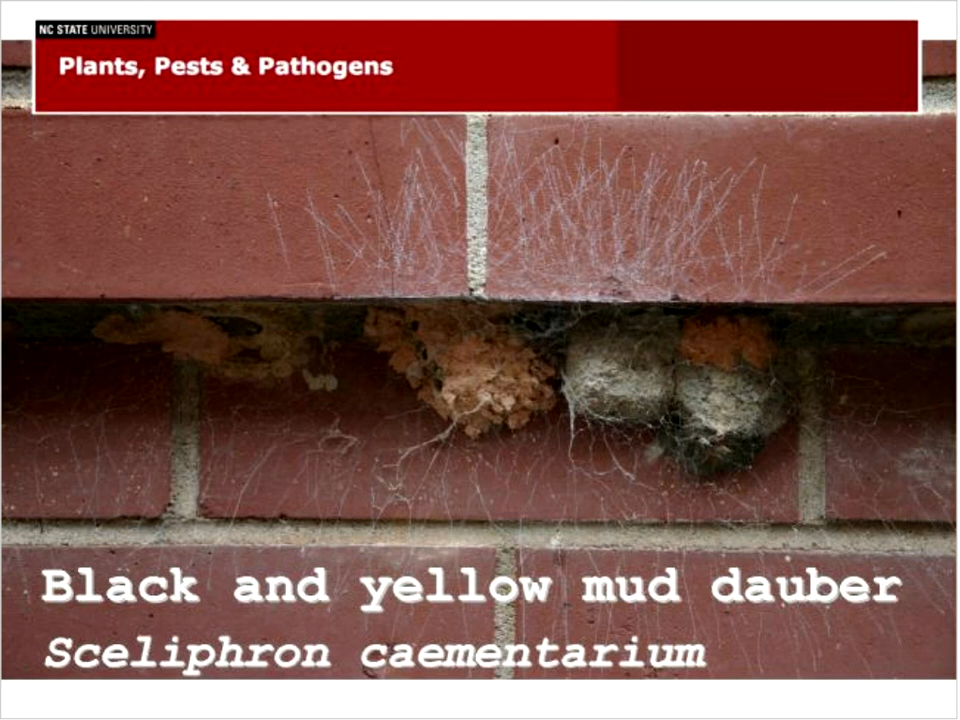 NC STATE UNIVERSITY
Plants, Pests & Pathogens
Black and yellow mud dauber
Sceliphron caementarium